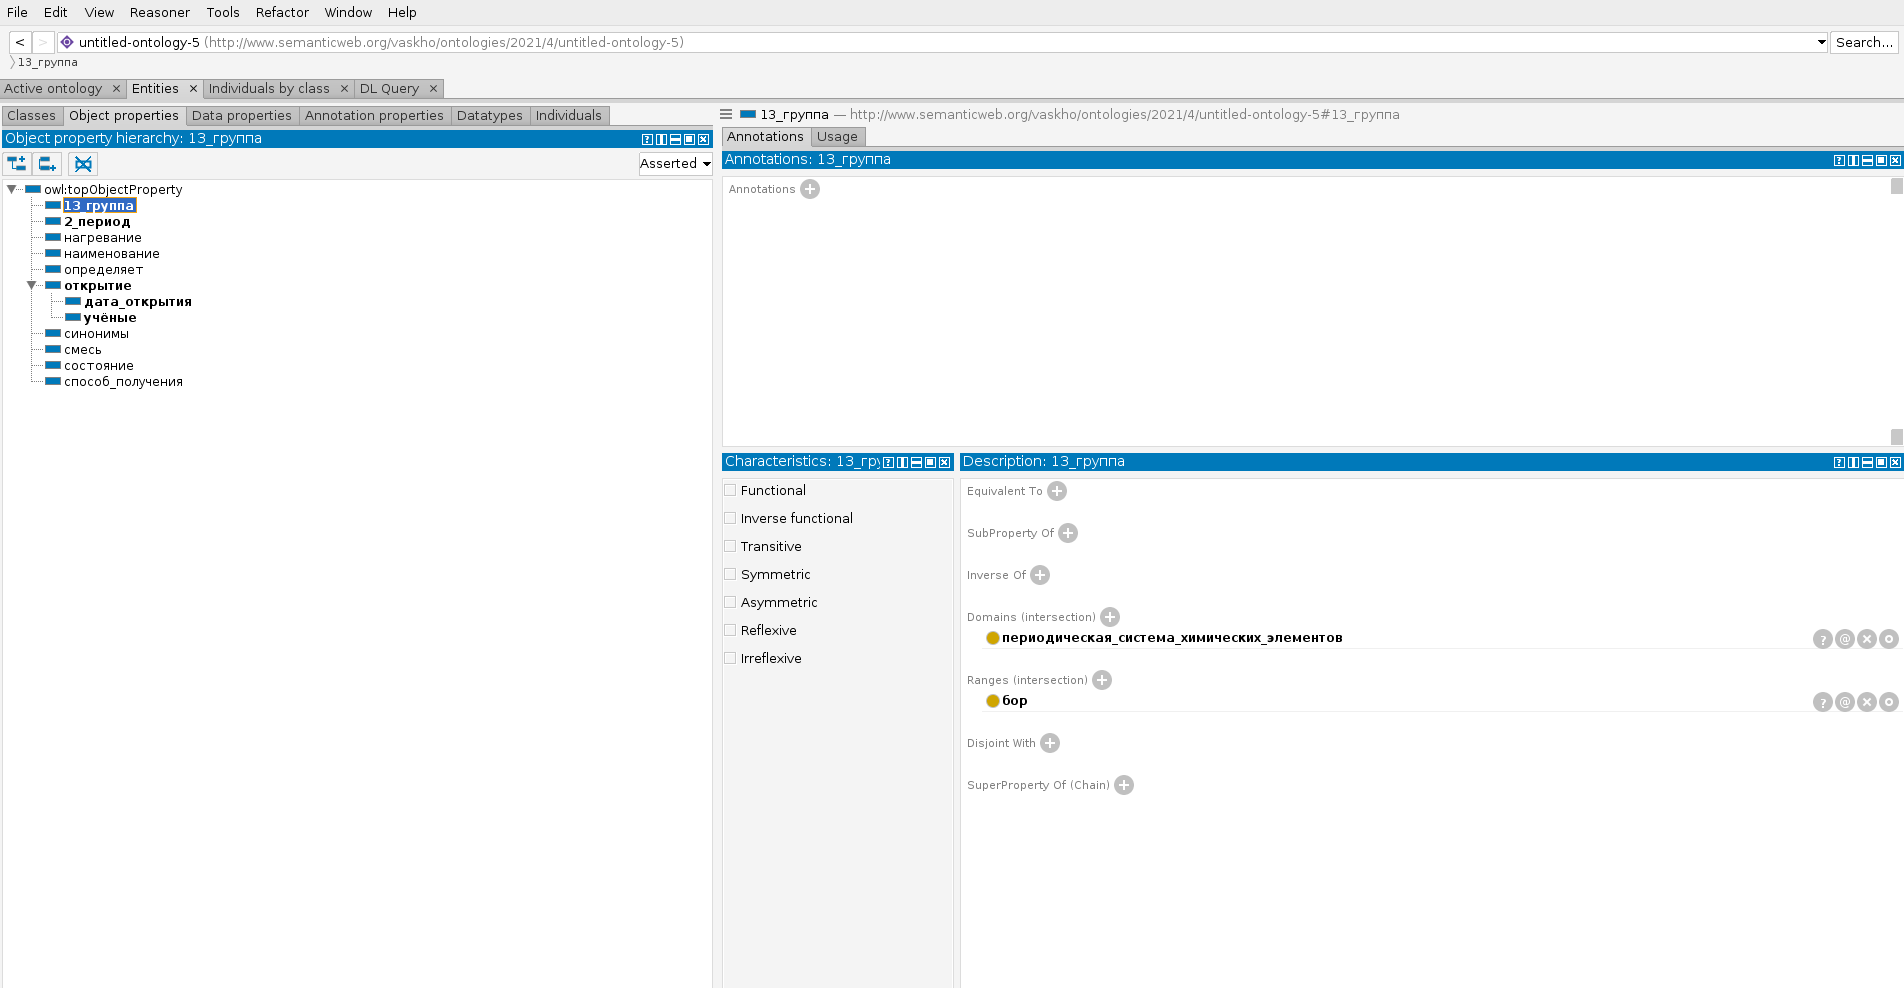 File Edit View Reasoner Tools Refactor Window Help
< > untitled-ontology-5 (http://www.semanticweb.org/vaskho/ontologies/2021/4/untitled-ontology-5) Search...
13_группа
Active ontology × Entities × Individuals by class × DL Query ×
Classes Object properties Data properties Annotation properties Datatypes Individuals
Object property hierarchy: 13_группа
Asserted
owl:topObjectProperty
13_группа
2_период
нагревание
наименование
определяет
открытие
дата_открытия
учёные
синонимы
смесь
состояние
способ_получения
13_группа — http://www.semanticweb.org/vaskho/ontologies/2021/4/untitled-ontology-5#13_группа
Annotations Usage
Annotations: 13_группа
Annotations
Characteristics: 13_гру
Functional
Inverse functional
Transitive
Symmetric
Asymmetric
Reflexive
Irreflexive
Description: 13_группа
Equivalent To
SubProperty Of
Inverse Of
Domains (intersection)
периодическая_система_химических_элементов
Ranges (intersection)
бор
Disjoint With
SuperProperty Of (Chain)